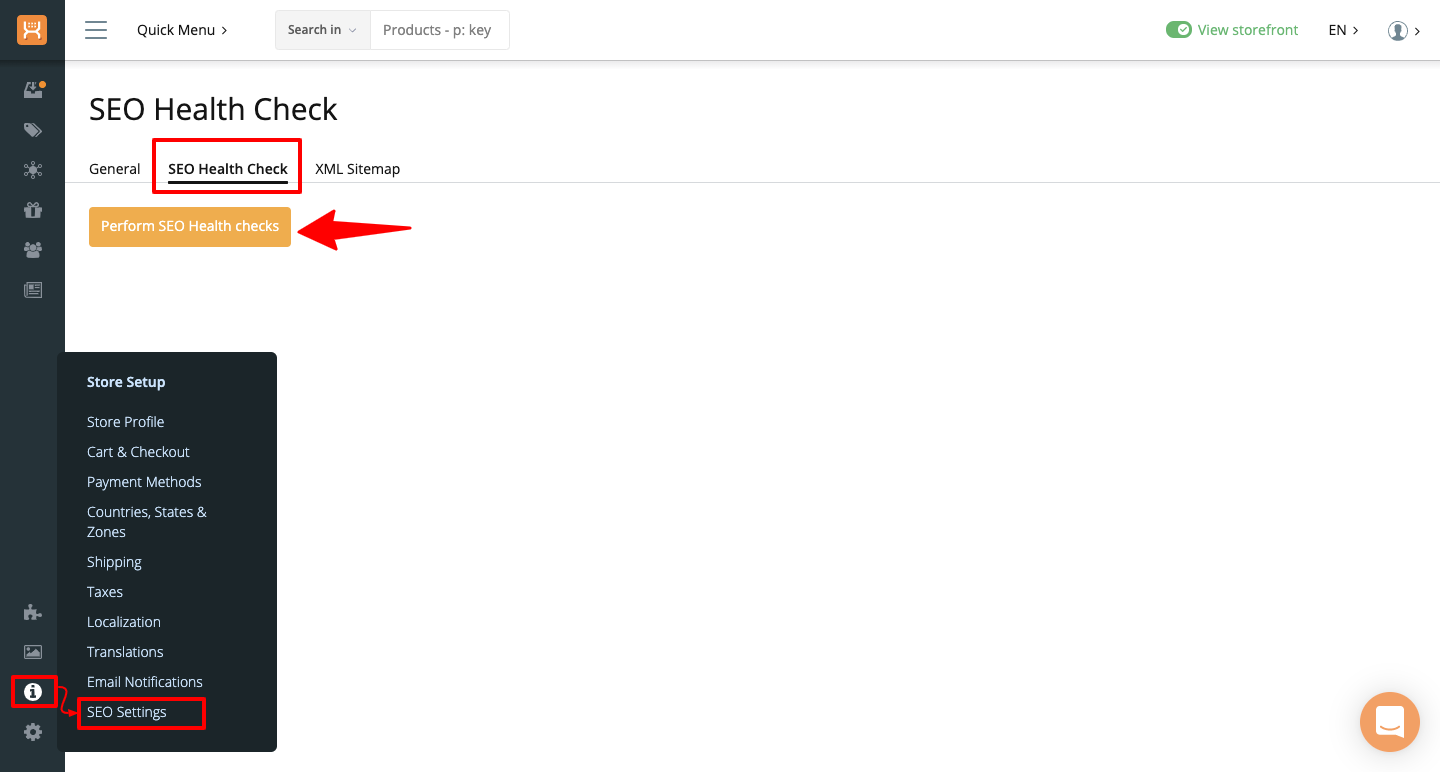 Quick Menu
Search in
Products - p: key
View storefront
EN
SEO Health Check
General
SEO Health Check
XML Sitemap
Perform SEO Health checks
Store Setup
Store Profile
Cart & Checkout
Payment Methods
Countries, States &
Zones
Shipping
Taxes
Localization
Translations
Email Notifications
SEO Settings